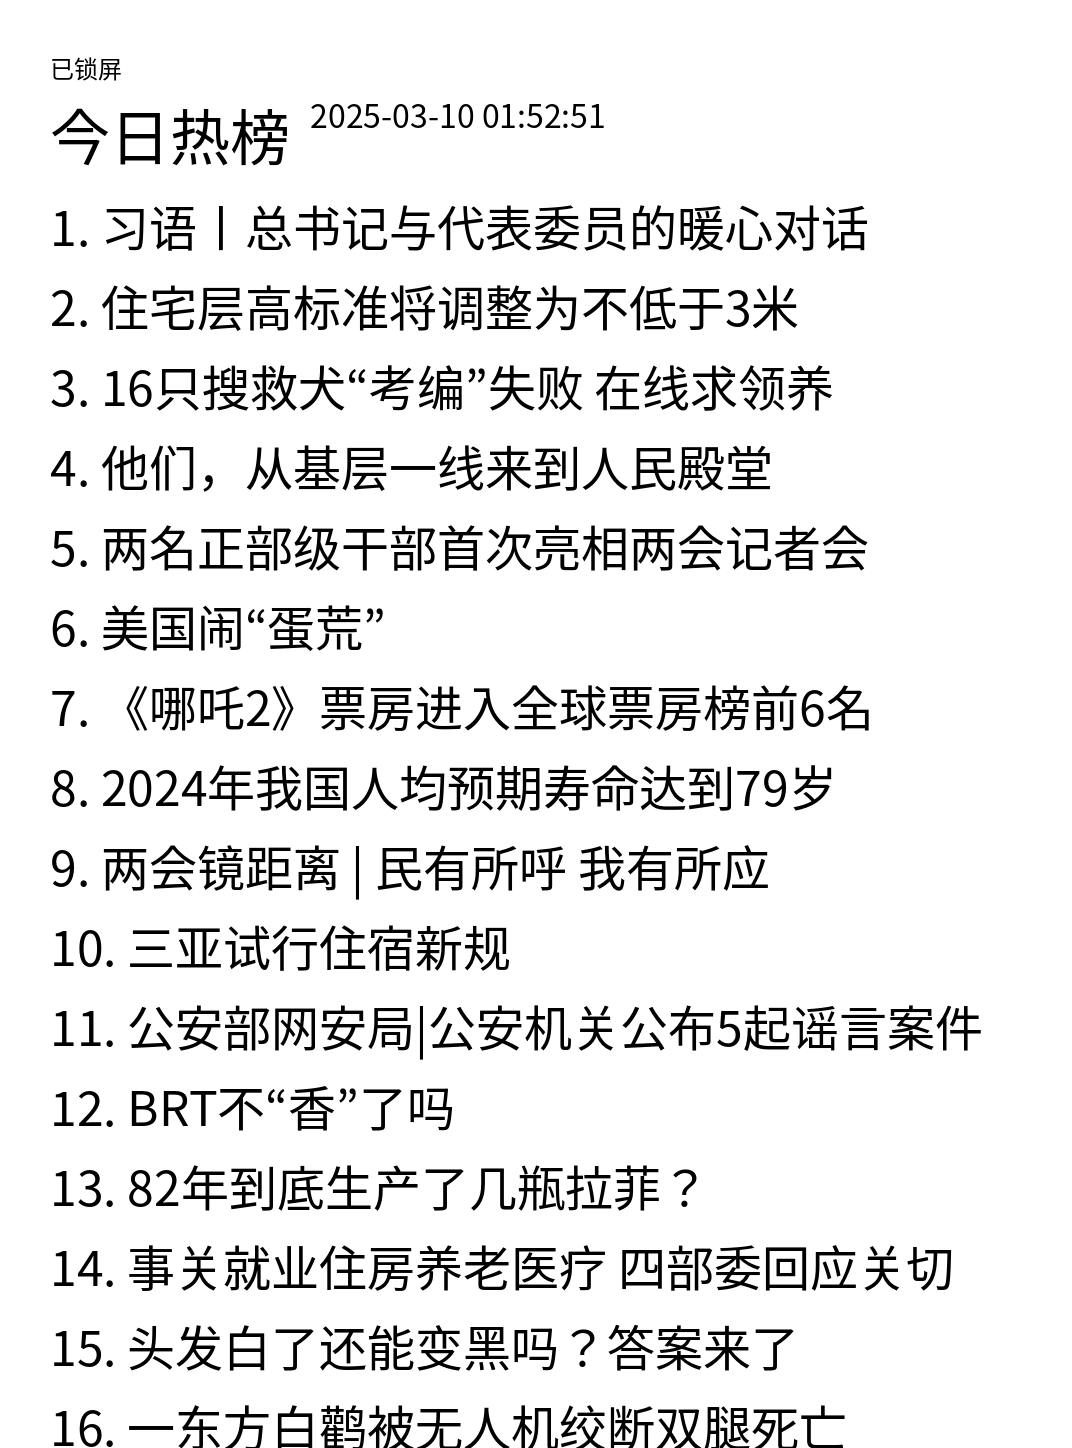 已锁屏
今日热榜 2025-03-10 01:52:51
1. 习语丨总书记与代表委员的暖心对话
2. 住宅层高标准将调整为不低于3米
3. 16只搜救犬“考编”失败 在线求领养
4. 他们，从基层一线来到人民殿堂
5. 两名正部级干部首次亮相两会记者会
6. 美国闹“蛋荒”
7. 《哪吒2》票房进入全球票房榜前6名
8. 2024年我国人均预期寿命达到79岁
9. 两会镜距离 | 民有所呼 我有所应
10. 三亚试行住宿新规
11. 公安部网安局|公安机关公布5起谣言案件
12. BRT不“香”了吗
13. 82年到底生产了几瓶拉菲？
14. 事关就业住房养老医疗 四部委回应关切
15. 头发白了还能变黑吗？答案来了
16. 一东方白鹳被无人机绞断双腿死亡